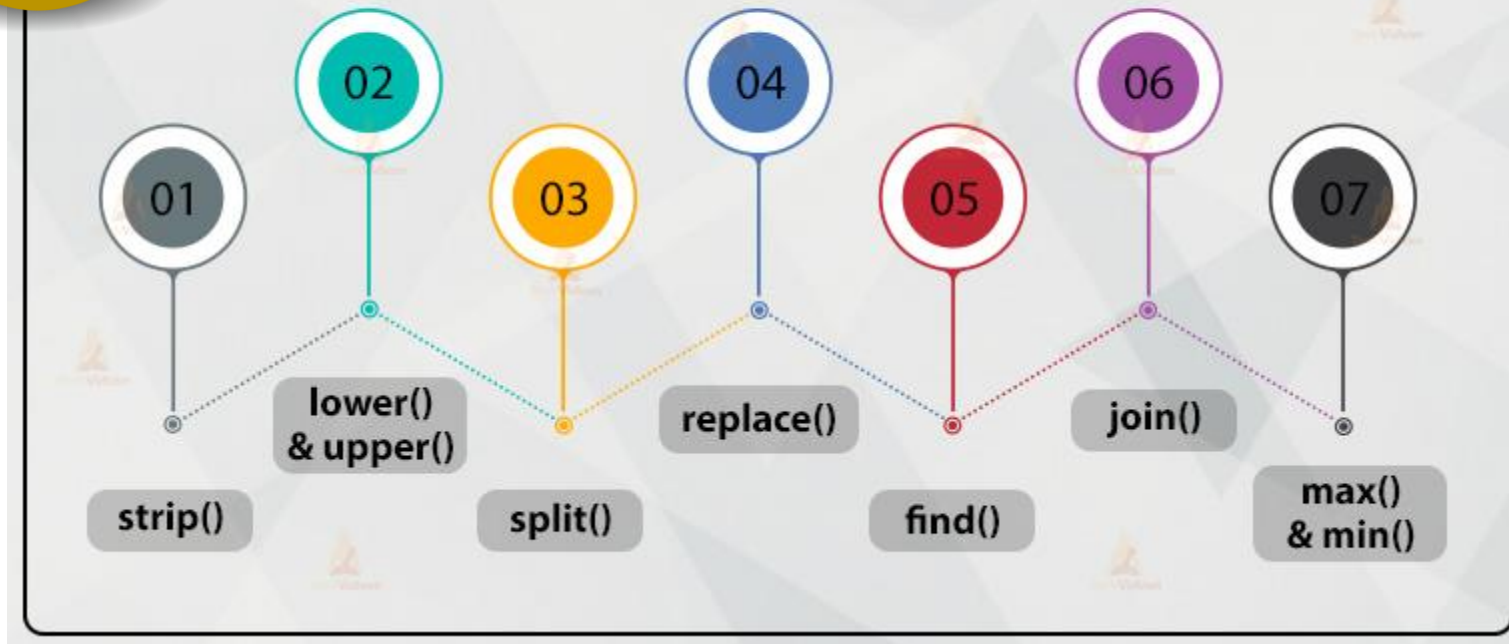 01
strip()
02
lower()
& upper()
03
split()
04
replace()
05
find()
06
join()
07
max()
& min()